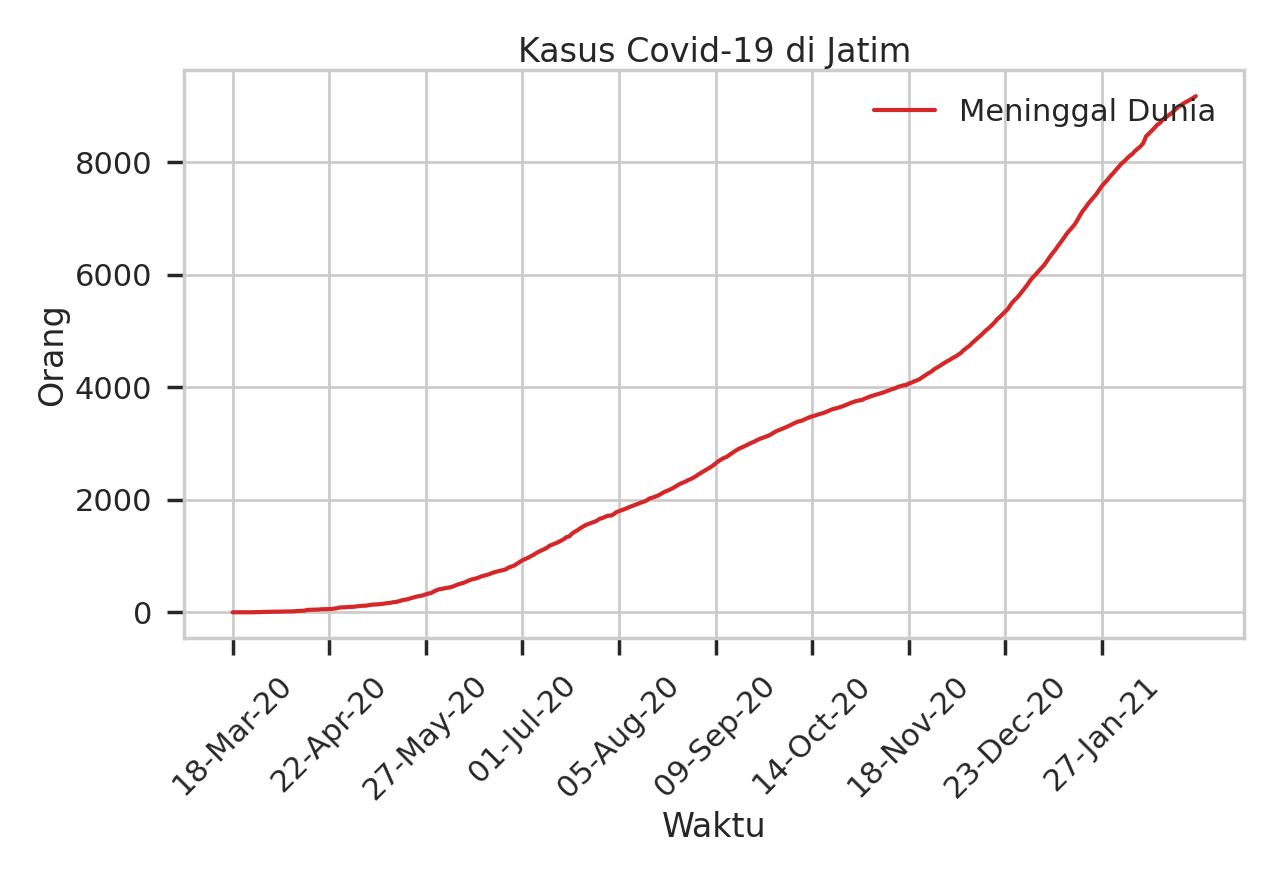 Kasus Covid-19 di Jatim
Meninggal Dunia
Orang
8000
6000
4000
2000
0
18-Mar-20
22-Apr-20
27-May-20
01-Jul-20
05-Aug-20
09-Sep-20
14-Oct-20
18-Nov-20
23-Dec-20
27-Jan-21
Waktu